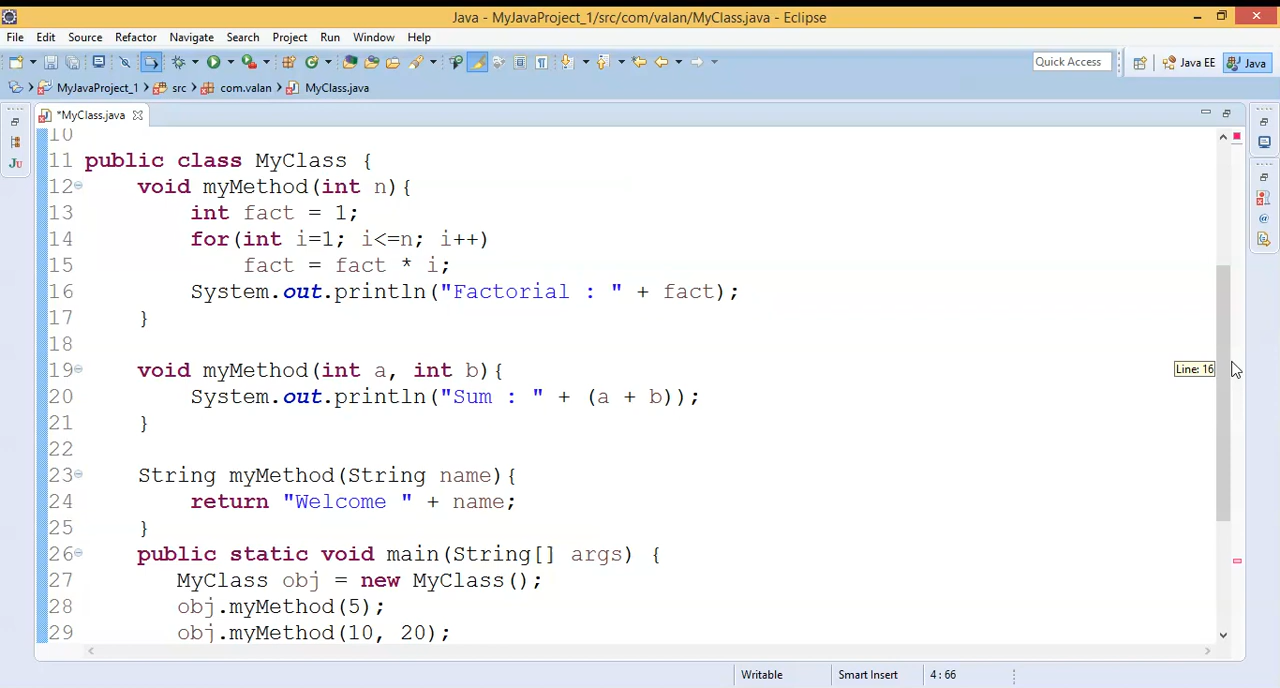 Java - MyJavaProject_1/src/com/valan/MyClass.java - Eclipse
File Edit Source Refactor Navigate Search Project Run Window Help
Quick Access Java EE Java
MyJavaProject_1 src com.valan MyClass.java
*MyClass.java
10
11 public class MyClass {
12 void myMethod(int n){
13 int fact = 1;
14 for(int i=1; i<=n; i++)
15 fact = fact * i;
16 System.out.println("Factorial : " + fact);
17 }
18
19 void myMethod(int a, int b){
20 System.out.println("Sum : " + (a + b));
21 }
22
23 String myMethod(String name){
24 return "Welcome " + name;
25 }
26 public static void main(String[] args) {
27 MyClass obj = new MyClass();
28 obj.myMethod(5);
29 obj.myMethod(10, 20);
Line: 16
Writable Smart Insert 4 : 66